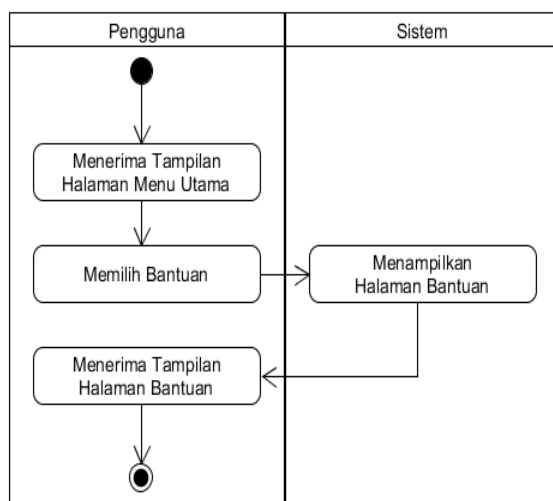 Pengguna
Sistem
Menerima Tampilan
Halaman Menu Utama
Memilih Bantuan
Menampilkan
Halaman Bantuan
Menerima Tampilan
Halaman Bantuan